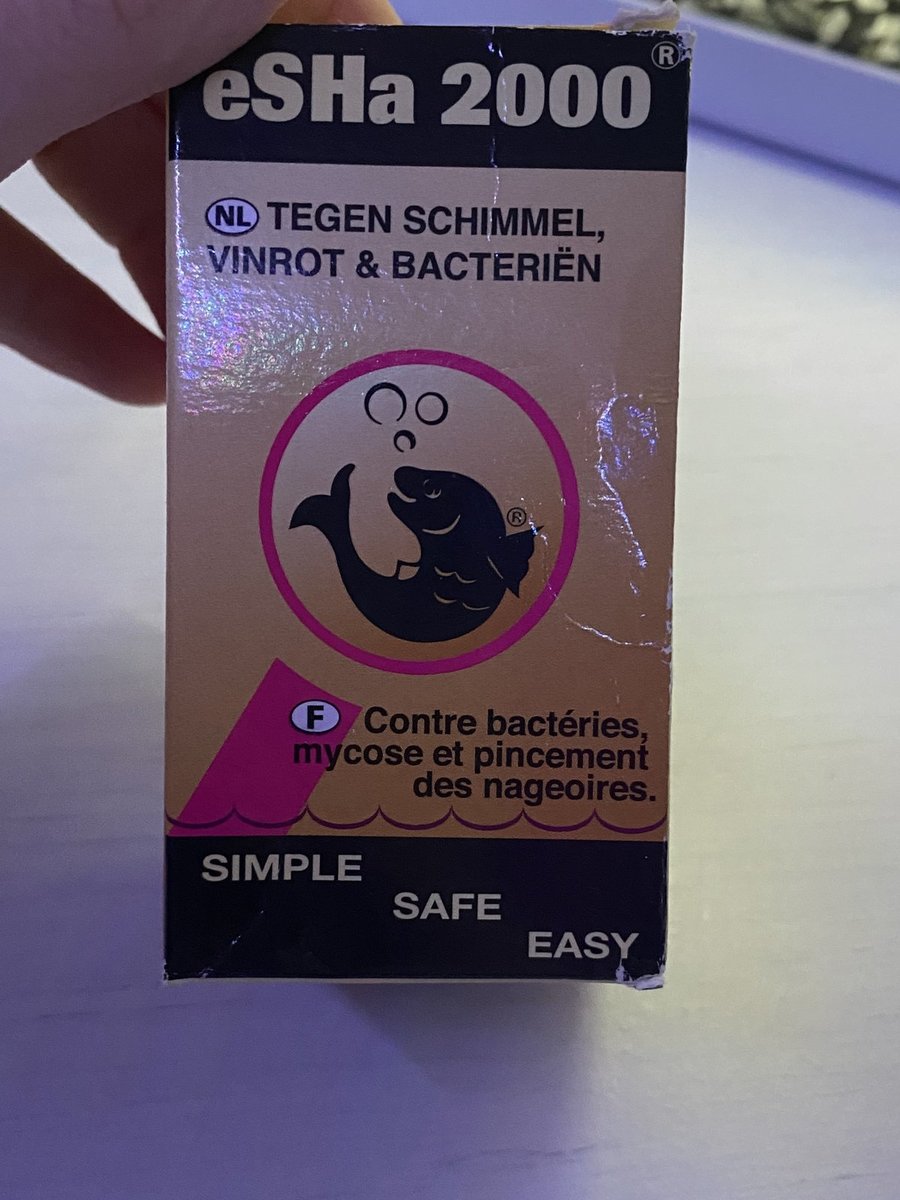 eSHa 2000®
NL TEGEN SCHIMMEL,
VINROT & BACTERIËN
®
F Contre bactéries,
mycose et pincement
des nageoires.
SIMPLE
SAFE
EASY